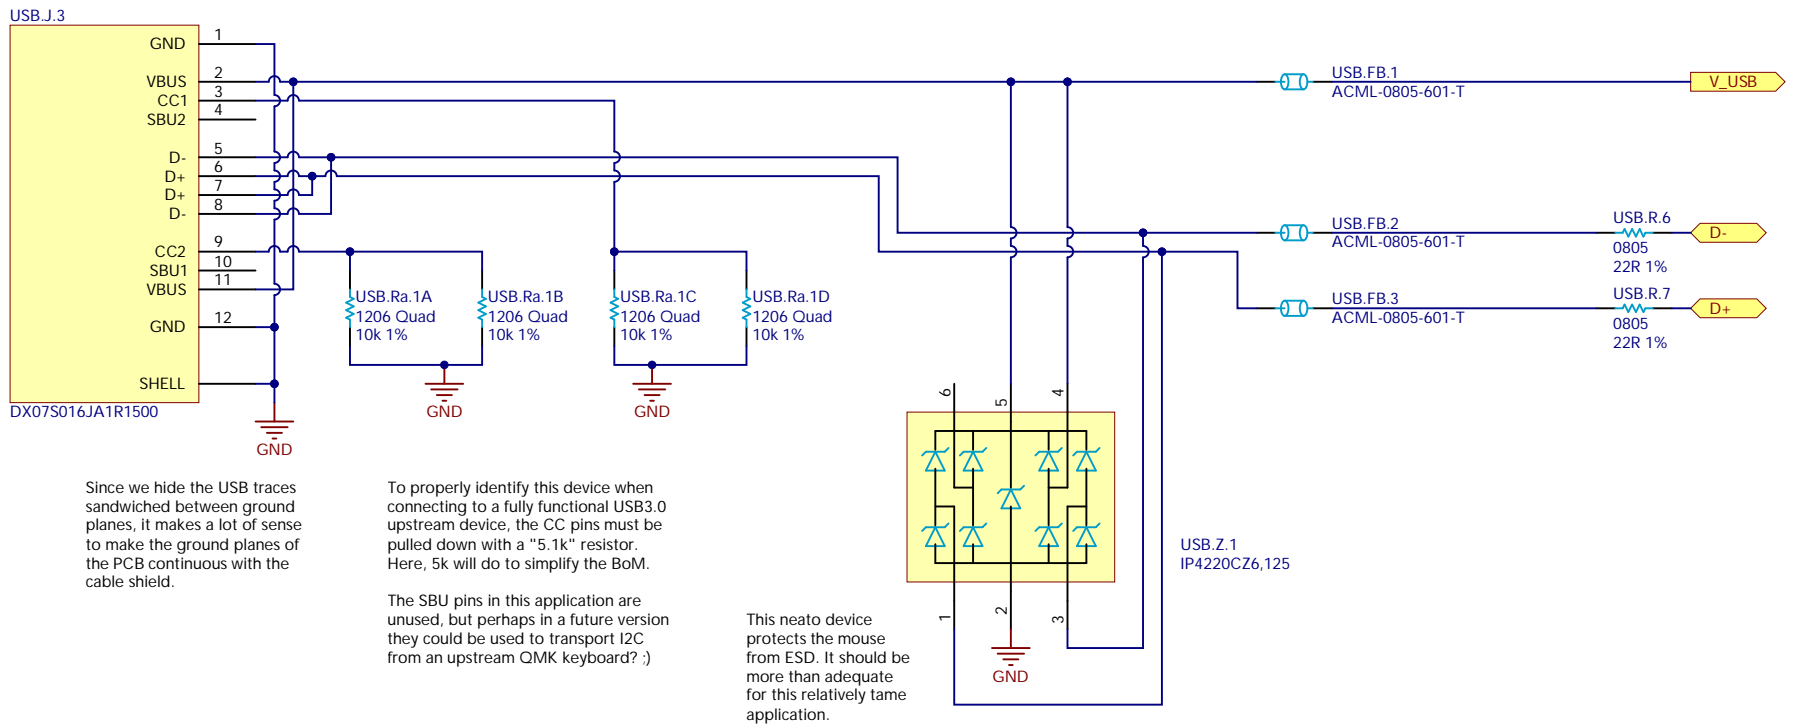 USB.J.3
GND 1
VBUS 2
CC1 3
SBU2 4
D- 5
D+ 6
D+ 7
D- 8
CC2 9
SBU1 10
VBUS 11
GND 12
SHELL
DX07S016JA1R1500
GND
USB.Ra.1A
1206 Quad
10k 1%
USB.Ra.1B
1206 Quad
10k 1%
GND
USB.Ra.1C
1206 Quad
10k 1%
USB.Ra.1D
1206 Quad
10k 1%
GND
USB.FB.1
ACML-0805-601-T
V_USB
USB.FB.2
ACML-0805-601-T
USB.R.6
0805
22R 1%
D-
USB.FB.3
ACML-0805-601-T
USB.R.7
0805
22R 1%
D+
6
5
4
1
2
3
GND
USB.Z.1
IP4220CZ6,125
Since we hide the USB traces
sandwiched between ground
planes, it makes a lot of sense
to make the ground planes of
the PCB continuous with the
cable shield.
To properly identify this device when
connecting to a fully functional USB3.0
upstream device, the CC pins must be
pulled down with a "5.1k" resistor.
Here, 5k will do to simplify the BoM.
The SBU pins in this application are
unused, but perhaps in a future version
they could be used to transport I2C
from an upstream QMK keyboard? ;)
This neato device
protects the mouse
from ESD. It should be
more than adequate
for this relatively tame
application.